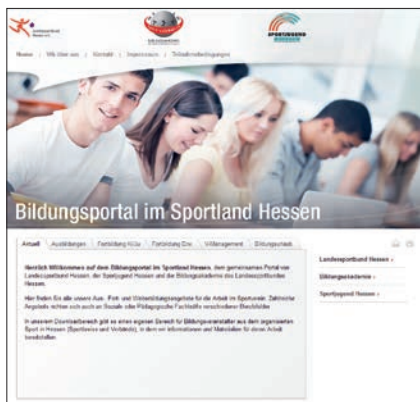 SPORTJUGEND
HESSEN
Home | Wir über uns | Kontakt | Impressum | Teilnahmebedingungen
Bildungsportal im Sportland Hessen
Aktuell Ausbildungen Fortbildung Fortbildung V-Management Bildungsurlaub
Herzlich Willkommen auf dem Bildungsportal im Sportland Hessen, dem gemeinsamen Portal von
Landessportbund Hessen, der Sportjugend Hessen und der Bildungsakademie des Landessportbundes
Hessen.
Hier finden Sie alle unsere Aus-, Fort- und Weiterbildungsangebote für die Arbeit im Sportverein. Zahlreiche
Angebote richten sich auch an Soziale oder Pädagogische Fachkräfte verschiedener Berufsfelder.
In unserem Downloadbereich gibt es einen eigenen Bereich für Bildungsveranstalter aus dem organisierten
Sport in Hessen (Sportkreise und Verbände), in dem wir Informationen und Materialien für deren Arbeit
bereitstellen.
Landessportbund Hessen ›
Bildungsakademie ›
Sportjugend Hessen ›